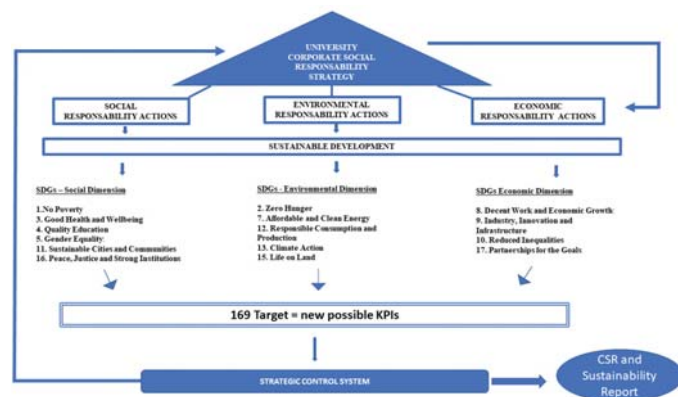 UNIVERSITY
CORPORATE SOCIAL
RESPONSABILITY
STRATEGY
SOCIAL
RESPONSABILITY ACTIONS
ENVIRONMENTAL
RESPONSABILITY ACTIONS
ECONOMIC
RESPONSABILITY ACTIONS
SUSTAINABLE DEVELOPMENT
SDGs – Social Dimension
1.No Poverty
3. Good Health and Wellbeing
4. Quality Education
5. Gender Equality:
11. Sustainable Cities and Communities
16. Peace, Justice and Strong Institutions
SDGs - Environmental Dimension
2. Zero Hunger
7. Affordable and Clean Energy
12. Responsible Consumption and
Production
13. Climate Action
15. Life on Land
SDGs Economic Dimension
8. Decent Work and Economic Growth
9. Industry, Innovation and
Infrastructure
10. Reduced Inequalities
17. Partnerships for the Goals
169 Target = new possible KPIs
STRATEGIC CONTROL SYSTEM
CSR and
Sustainability
Report